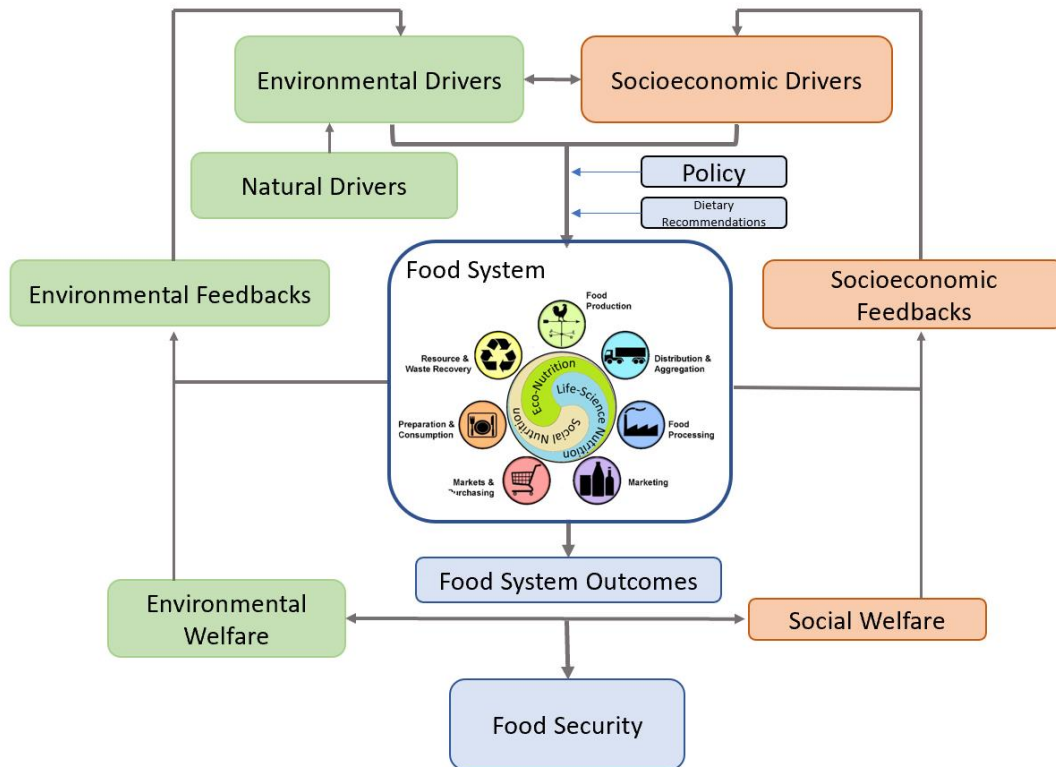 Environmental Drivers
Socioeconomic Drivers
Natural Drivers
Policy
Dietary
Recommendations
Environmental Feedbacks
Socioeconomic
Feedbacks
Food System
Food
Production
Resource &
Waste Recovery
Distribution &
Aggregation
Eco-Nutrition
Life-Science Nutrition
Social Nutrition
Preparation &
Consumption
Food
Processing
Markets &
urchasing
Marketing
Food System Outcomes
Environmental
Welfare
Social Welfare
Food Security